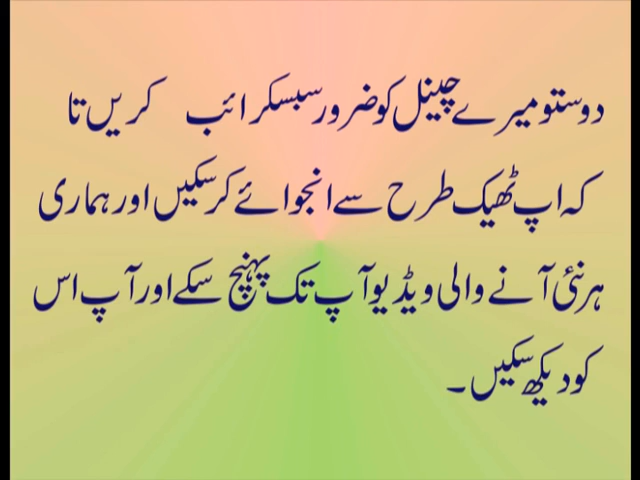 دوستو میرے چینل کو ضرور سبسکرائب کریں تا
کہ اپ ٹھیک طرح سے انجوائے کر سکیں اور ہماری
ہر نئی آنے والی ویڈیو آپ تک پہنچ سکے اور آپ اس
کو دیکھ سکیں۔